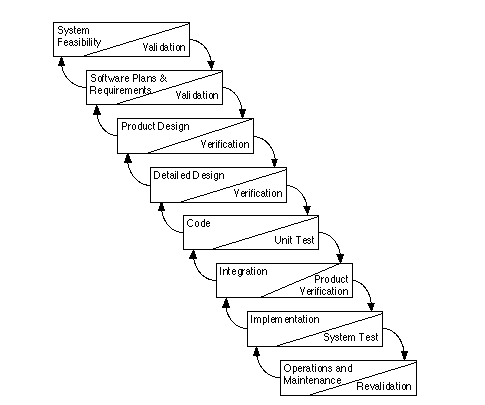 System
Feasibility
Validation
Software Plans &
Requirements
Validation
Product Design
Verification
Detailed Design
Verification
Code
Unit Test
Integration
Product
Verification
Implementation
System Test
Operations and
Maintenance
Revalidation